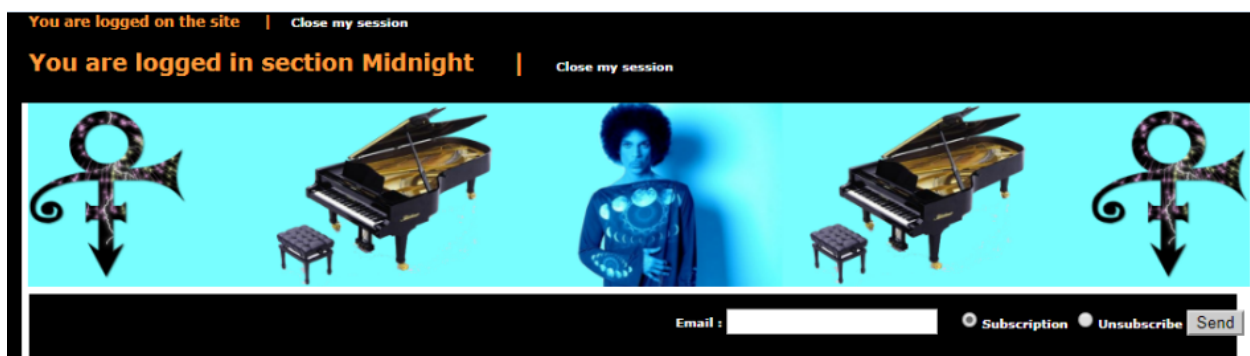 You are logged on the site | Close my session
You are logged in section Midnight | Close my session
Email : Subscription Unsubscribe Send